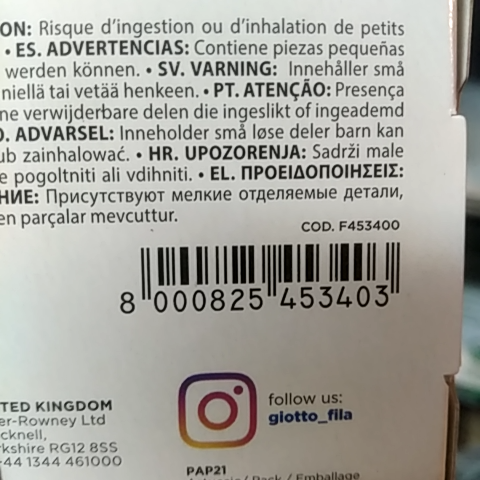 ON: Risque d'ingestion ou d'inhalation de petits
• ES. ADVERTENCIAS: Contiene piezas pequeñas
werden können. • SV. VARNING: Innehåller små
niellä tai vetää henkeen. • PT. ATENÇÃO: Presença
ne verwijderbare delen die ingeslikt of ingeademd
O. ADVARSEL: Inneholder små løse deler barn kan
ub zainhalować. • HR. UPOZORENJA: Sadrži male
e pogoltniti ali vdihniti. • EL. ΠΡΟΕΙΔΟΠΟΙΗΣΕΙΣ:
НИЕ: Присутствуют мелкие отделяемые детали,
en parçalar mevcuttur.
COD. F453400
8 000825 453403
follow us:
giotto_fila
TED KINGDOM
er-Rowney Ltd
cknell,
kshire RG12 8SS
44 1344 461000
PAP21
/ Pack / Emballage